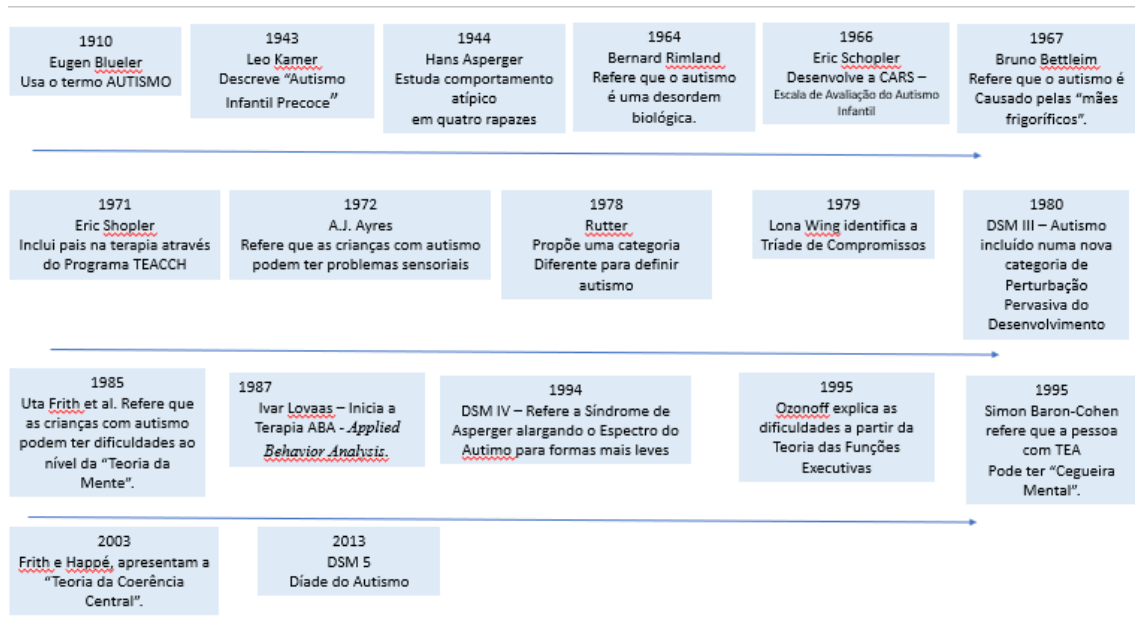 1910
Eugen Blueler
Usa o termo AUTISMO
1943
Leo Kamer
Descreve “Autismo
Infantil Precoce”
1944
Hans Asperger
Estuda comportamento
atípico
em quatro rapazes
1964
Bernard Rimland
Refere que o autismo
é uma desordem
biológica.
1966
Eric Schopler
Desenvolve a CARS –
Escala de Avaliação do Autismo
Infantil
1967
Bruno Bettleim
Refere que o autismo é
Causado pelas “mães
frigoríficos”.
1971
Eric Shopler
Inclui pais na terapia através
do Programa TEACCH
1972
A.J. Ayres
Refere que as crianças com autismo
podem ter problemas sensoriais
1978
Rutter
Propõe uma categoria
Diferente para definir
autismo
1979
Lona Wing identifica a
Tríade de Compromissos
1980
DSM III – Autismo
incluído numa nova
categoria de
Perturbação
Pervasiva do
Desenvolvimento
1985
Uta Frith et al. Refere que
as crianças com autismo
podem ter dificuldades ao
nível da “Teoria da
Mente”.
1987
Ivar Lovaas – Inicia a
Terapia ABA - Applied
Behavior Analysis.
1994
DSM IV – Refere a Síndrome de
Asperger alargando o Espectro do
Autimo para formas mais leves
1995
Ozonoff explica as
dificuldades a partir da
Teoria das Funções
Executivas
1995
Simon Baron-Cohen
refere que a pessoa
com TEA
Pode ter “Cegueira
Mental”.
2003
Frith e Happé, apresentam a
“Teoria da Coerência
Central”.
2013
DSM 5
Díade do Autismo